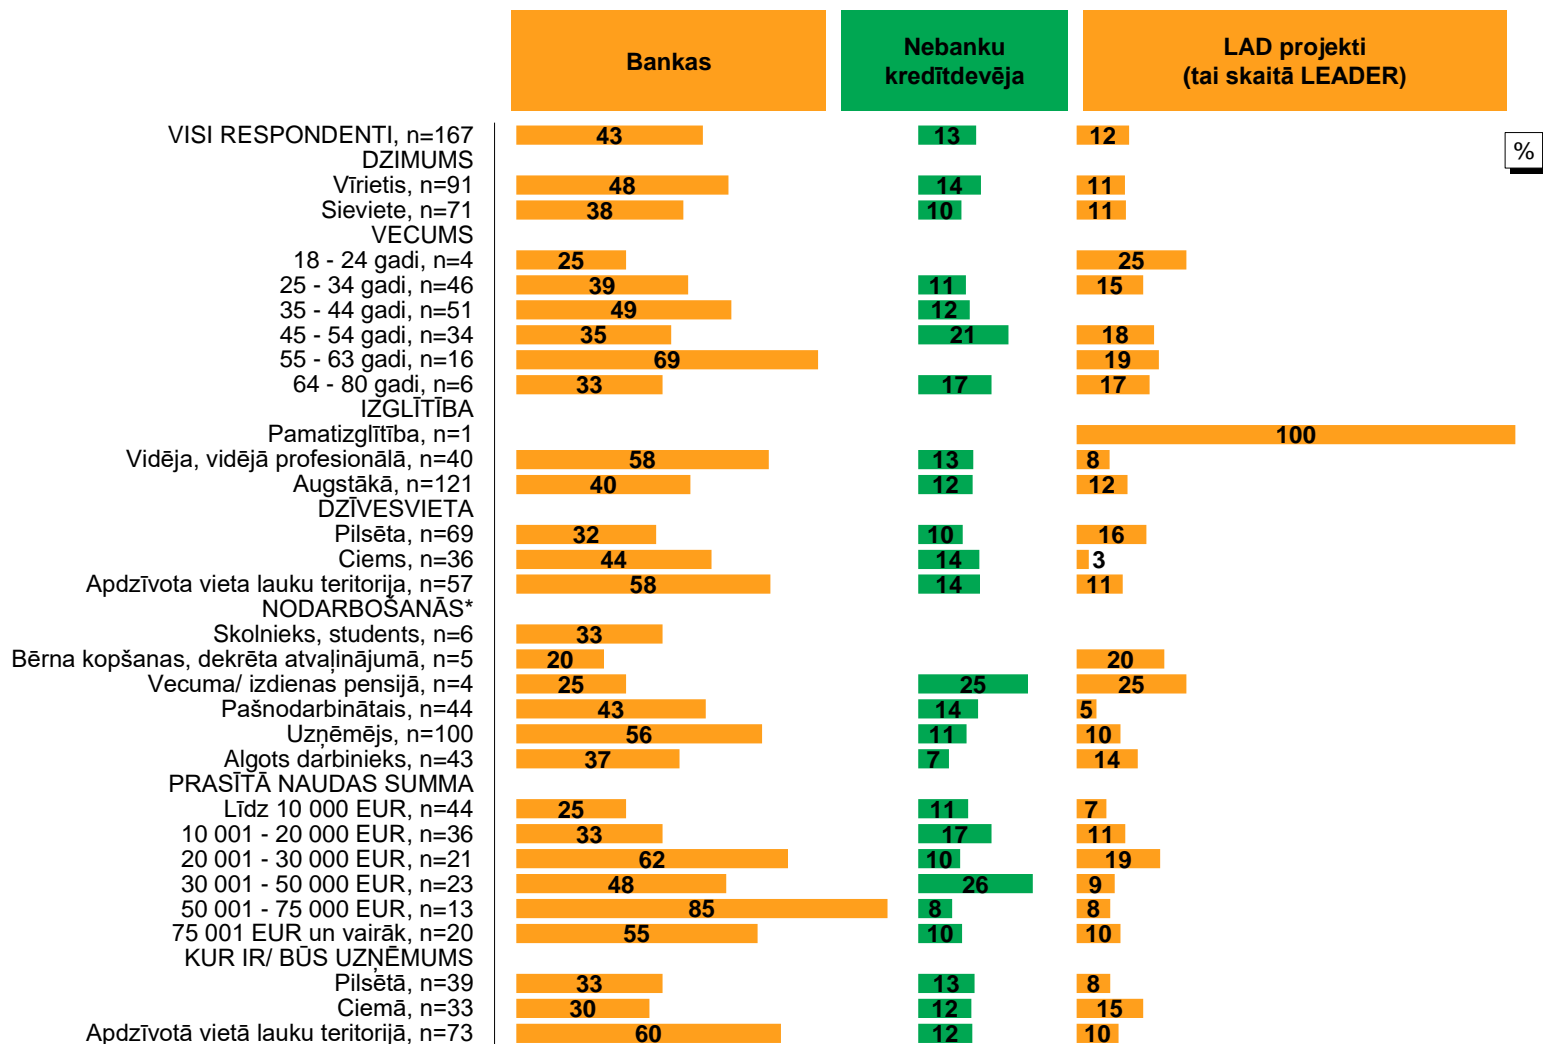 Bankas
Nebanku
kredītdevēja
LAD projekti
(tai skaitā LEADER)
%
VISI RESPONDENTI, n=167 43 13 12
DZIMUMS
Vīrietis, n=91 48 14 11
Sieviete, n=71 38 10 11
VECUMS
18 - 24 gadi, n=4 25 25
25 - 34 gadi, n=46 39 11 15
35 - 44 gadi, n=51 49 12
45 - 54 gadi, n=34 35 21 18
55 - 63 gadi, n=16 69 19
64 - 80 gadi, n=6 33 17 17
IZGLĪTĪBA
Pamatizglītība, n=1 100
Vidēja, vidējā profesionālā, n=40 58 13 8
Augstākā, n=121 40 12 12
DZĪVESVIETA
Pilsēta, n=69 32 10 16
Ciems, n=36 44 14 3
Apdzīvota vieta lauku teritorija, n=57 58 14 11
NODARBOŠANĀS*
Skolnieks, students, n=6 33
Bērna kopšanas, dekrēta atvaļinājumā, n=5 20 20
Vecuma/ izdienas pensijā, n=4 25 25 25
Pašnodarbinātais, n=44 43 14 5
Uzņēmējs, n=100 56 11 10
Algots darbinieks, n=43 37 7 14
PRASĪTĀ NAUDAS SUMMA
Līdz 10 000 EUR, n=44 25 11 7
10 001 - 20 000 EUR, n=36 33 17 11
20 001 - 30 000 EUR, n=21 62 10 19
30 001 - 50 000 EUR, n=23 48 26 9
50 001 - 75 000 EUR, n=13 85 8 8
75 001 EUR un vairāk, n=20 55 10 10
KUR IR/ BŪS UZŅĒMUMS
Pilsētā, n=39 33 13 8
Ciemā, n=33 30 12 15
Apdzīvotā vietā lauku teritorijā, n=73 60 12 10